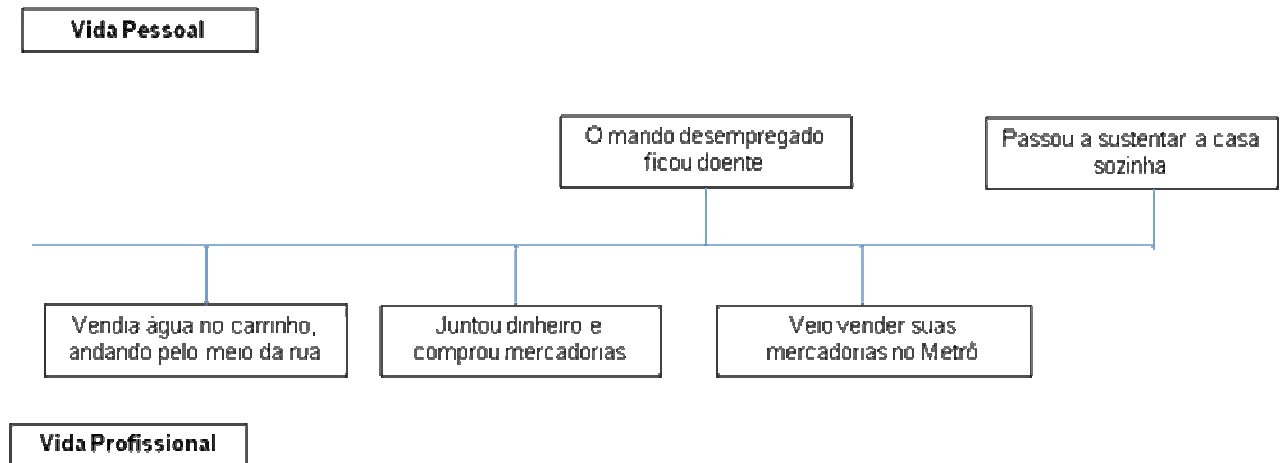 Vida Pessoal
O marido desempregado
ficou doente
Passou a sustentar a casa
sozinha
Vendia água no carrinho,
andando pelo meio da rua
Juntou dinheiro e
comprou mercadorias
Veio vender suas
mercadorias no Metrô
Vida Profissional